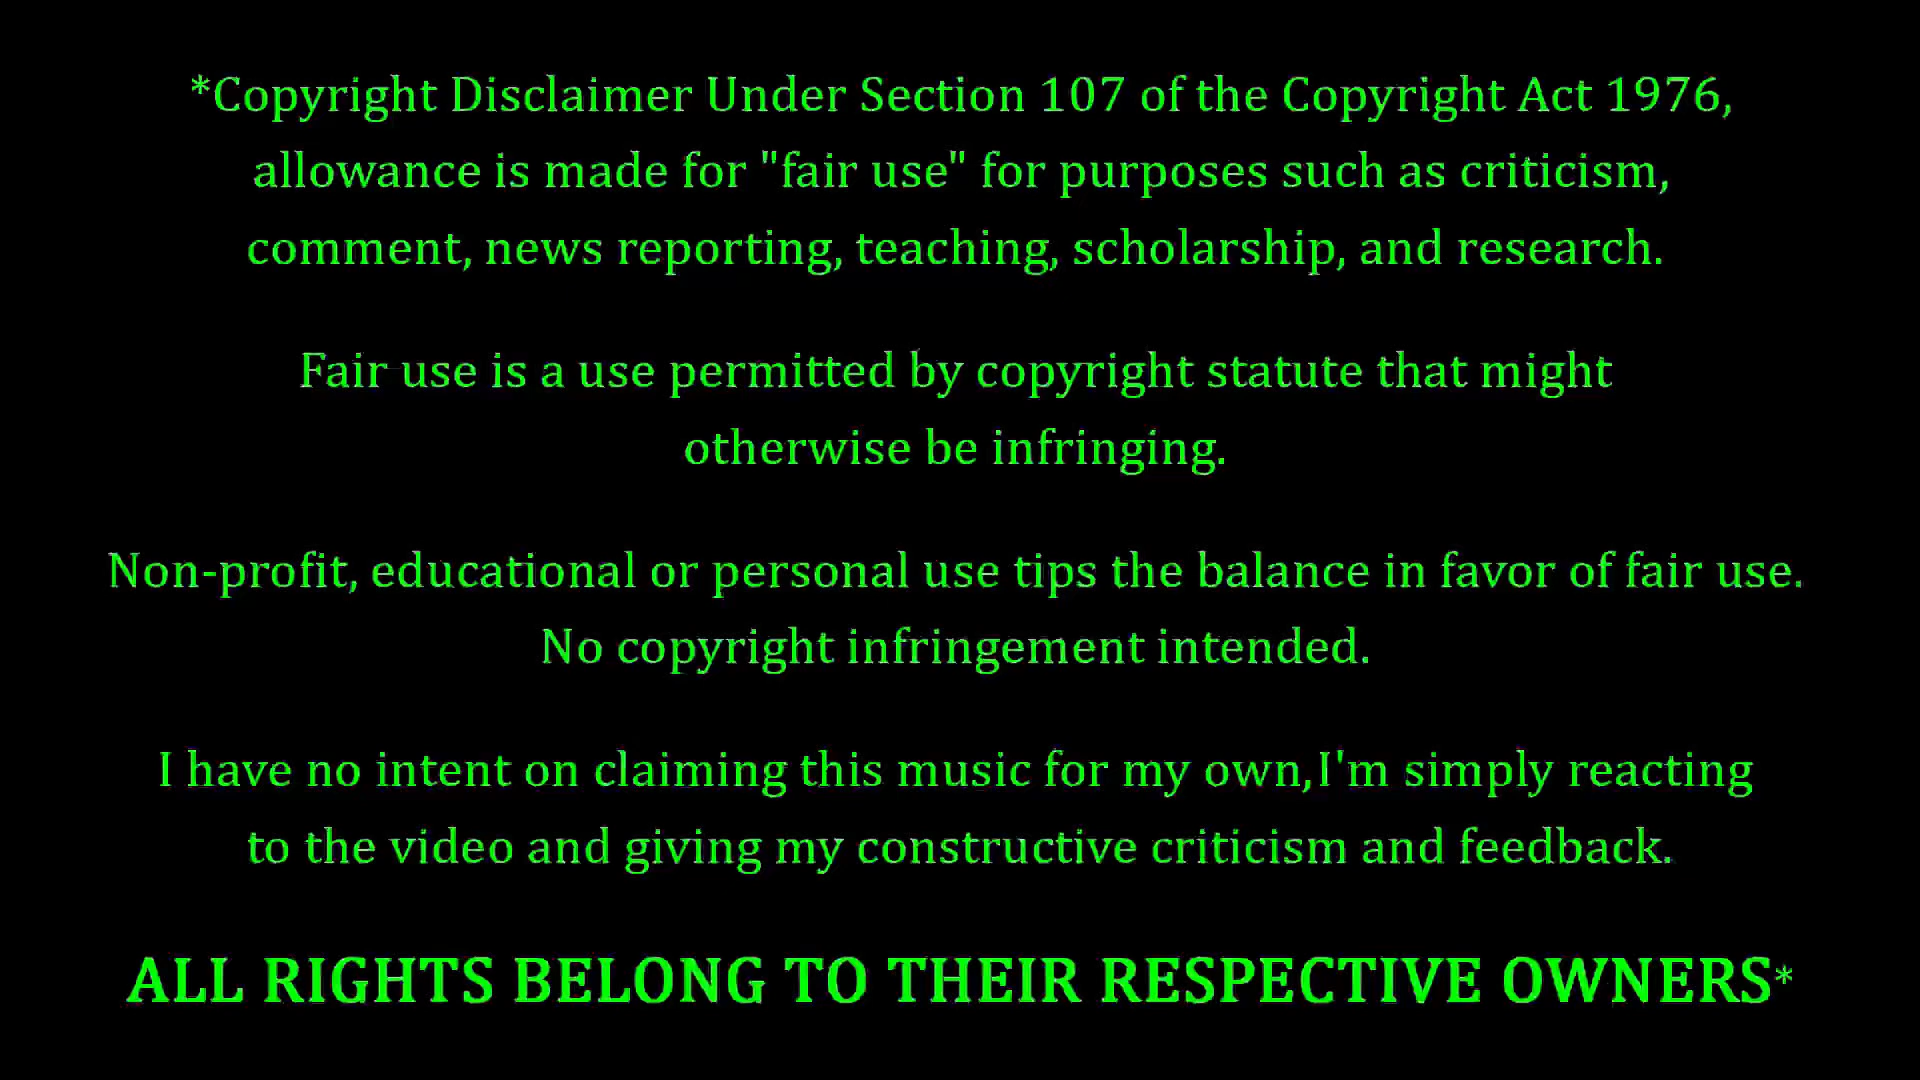 *Copyright Disclaimer Under Section 107 of the Copyright Act 1976,
allowance is made for "fair use" for purposes such as criticism,
comment, news reporting, teaching, scholarship, and research.
Fair use is a use permitted by copyright statute that might
otherwise be infringing.
Non-profit, educational or personal use tips the balance in favor of fair use.
No copyright infringement intended.
I have no intent on claiming this music for my own,I'm simply reacting
to the video and giving my constructive criticism and feedback.
ALL RIGHTS BELONG TO THEIR RESPECTIVE OWNERS*